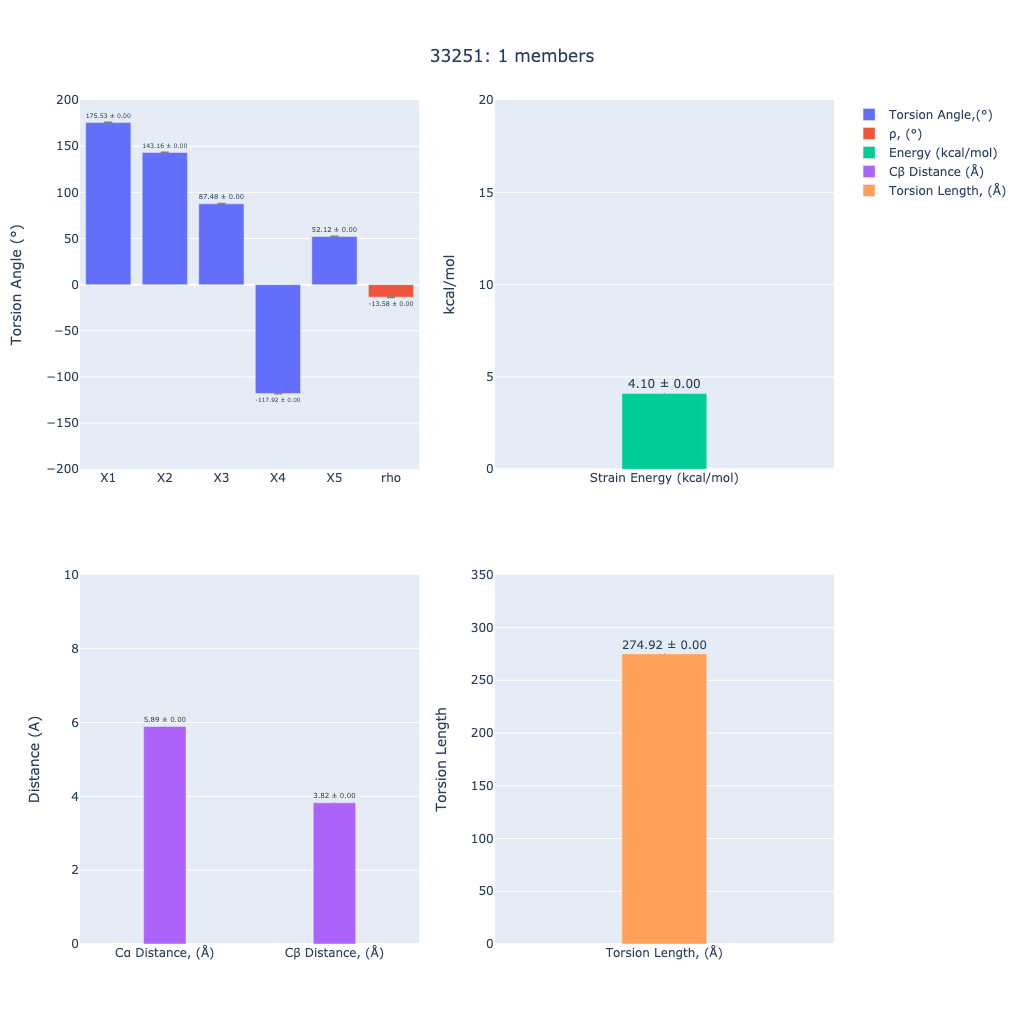 33251: 1 members
Torsion Angle (°)
200
150
100
50
0
−50
−100
−150
−200
175.53 ± 0.00
143.16 ± 0.00
87.48 ± 0.00
-117.92 ± 0.00
52.12 ± 0.00
-13.58 ± 0.00
X1 X2 X3 X4 X5 rho
kcal/mol
20
15
10
5
0
4.10 ± 0.00
Strain Energy (kcal/mol)
Torsion Angle,(°)
ρ, (°)
Energy (kcal/mol)
Cβ Distance (Å)
Torsion Length, (Å)
Distance (A)
10
8
6
4
2
0
5.89 ± 0.00
3.82 ± 0.00
Cα Distance, (Å) Cβ Distance, (Å)
Torsion Length
350
300
250
200
150
100
50
0
274.92 ± 0.00
Torsion Length, (Å)